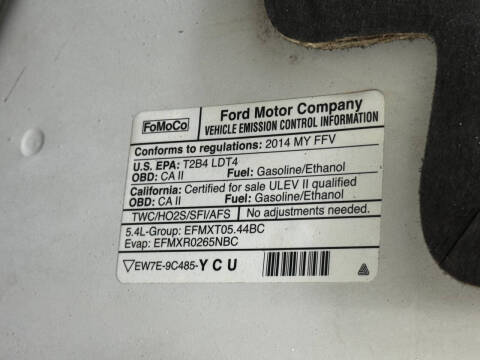 FoMoCo
Ford Motor Company
VEHICLE EMISSION CONTROL INFORMATION
Conforms to regulations: 2014 MY FFV
U.S. EPA: T2B4 LDT4
OBD: CA II Fuel: Gasoline/Ethanol
California: Certified for sale ULEV II qualified
OBD: CA II Fuel: Gasoline/Ethanol
TWC/HO2S/SFI/AFS No adjustments needed.
5.4L-Group: EFMXT05.44BC
Evap: EFMXR0265NBC
▽EW7E-9C485-YCU